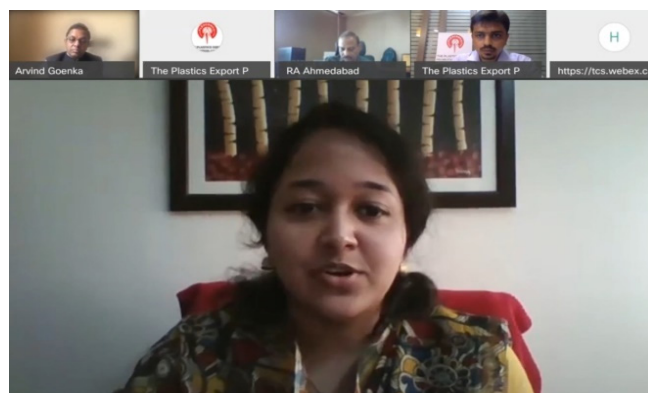 Arvind Goenka
The Plastics Export P
RA Ahmedabad
The Plastics Export P
H
https://tcs.webex.c